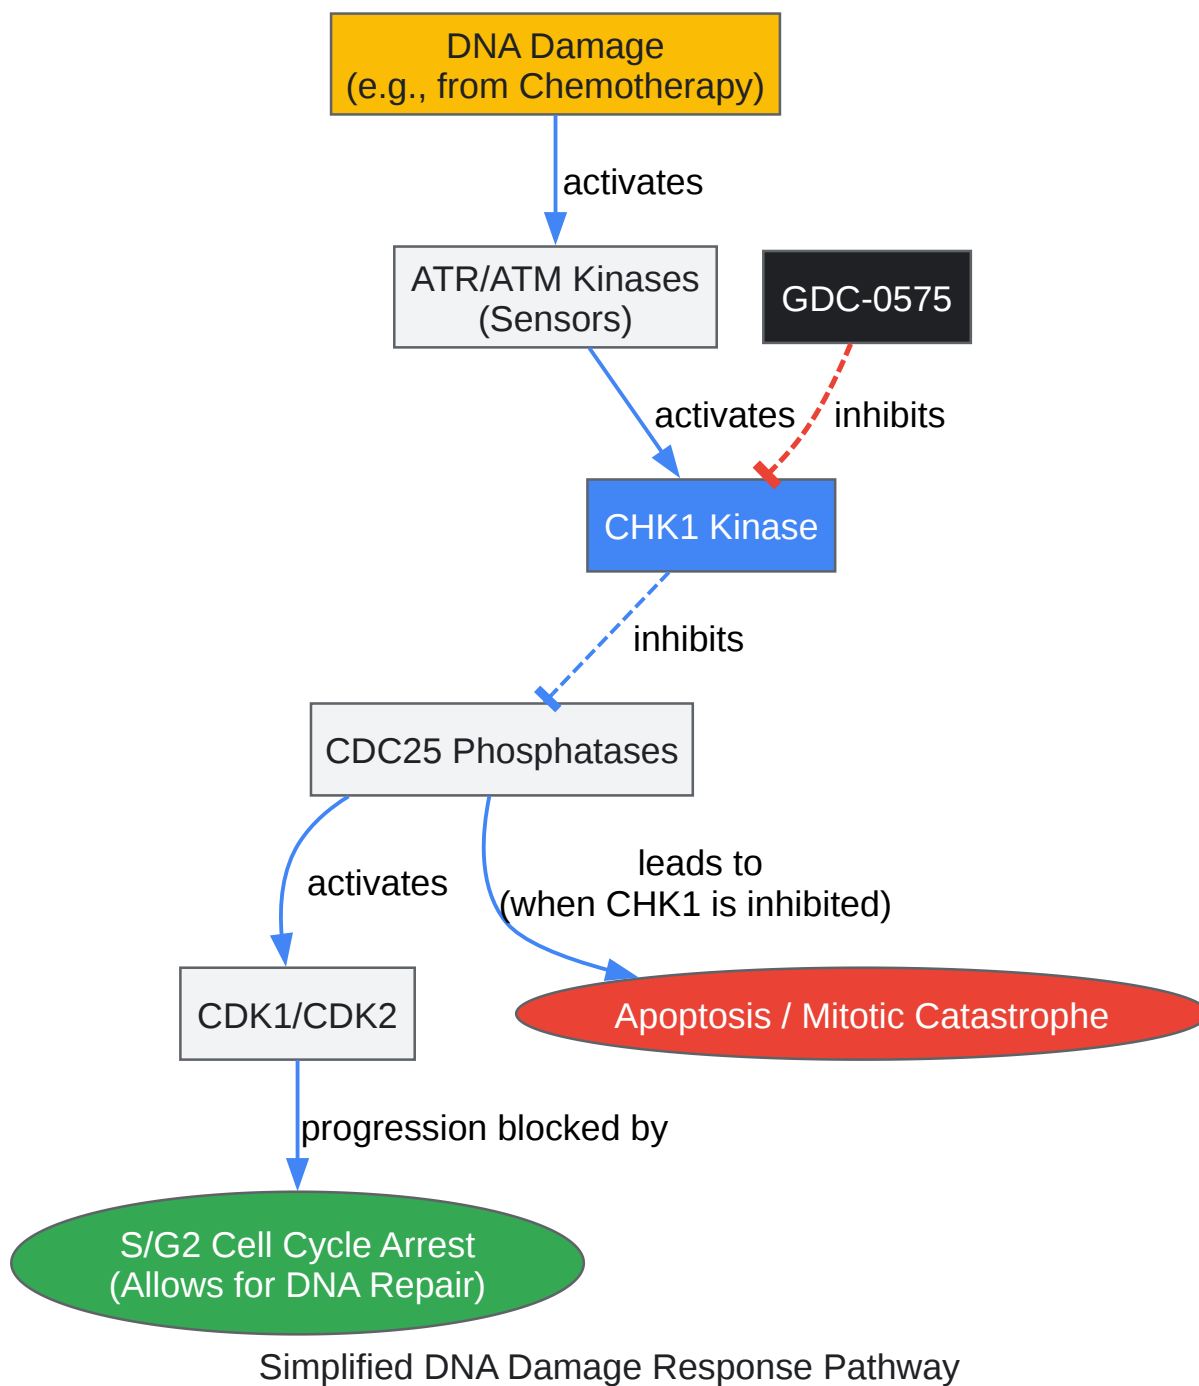 DNA Damage
(e.g., from Chemotherapy)
activates
ATR/ATM Kinases
(Sensors)
GDC-0575
activates
inhibits
CHK1 Kinase
inhibits
CDC25 Phosphatases
activates
leads to
(when CHK1 is inhibited)
CDK1/CDK2
Apoptosis / Mitotic Catastrophe
progression blocked by
S/G2 Cell Cycle Arrest
(Allows for DNA Repair)
Simplified DNA Damage Response Pathway